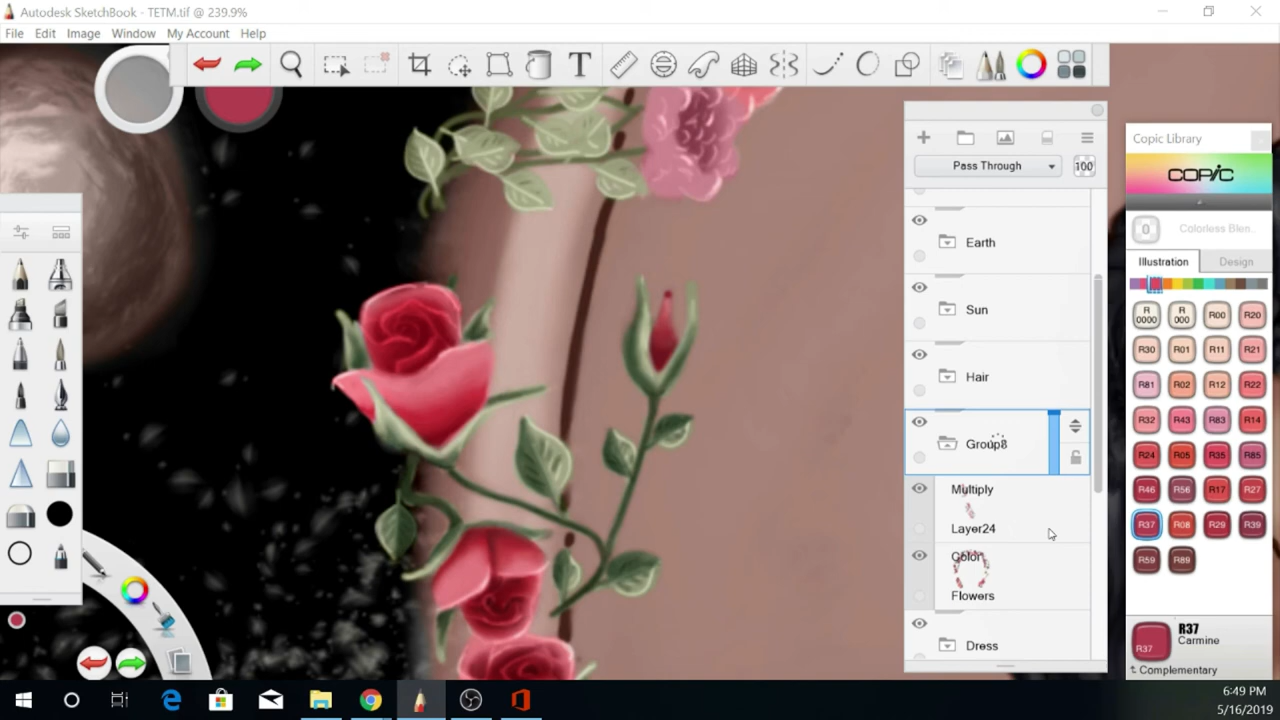 Autodesk SketchBook - TETM.tif @ 239.9%
File Edit Image Window My Account Help
T
Pass Through
100
Earth
Sun
Hair
Group8
Multiply
Layer24
Color
Flowers
Dress
Copic Library
COPIC
0 Colorless Blen..
Illustration Design
R 0000 R 000 R00 R20
R30 R01 R11 R21
R81 R02 R12 R22
R32 R43 R83 R14
R24 R05 R35 R85
R46 R56 R17 R27
R37 R08 R29 R39
R59 R89
R37
R37
Carmine
Complementary
6:49 PM
5/16/2019